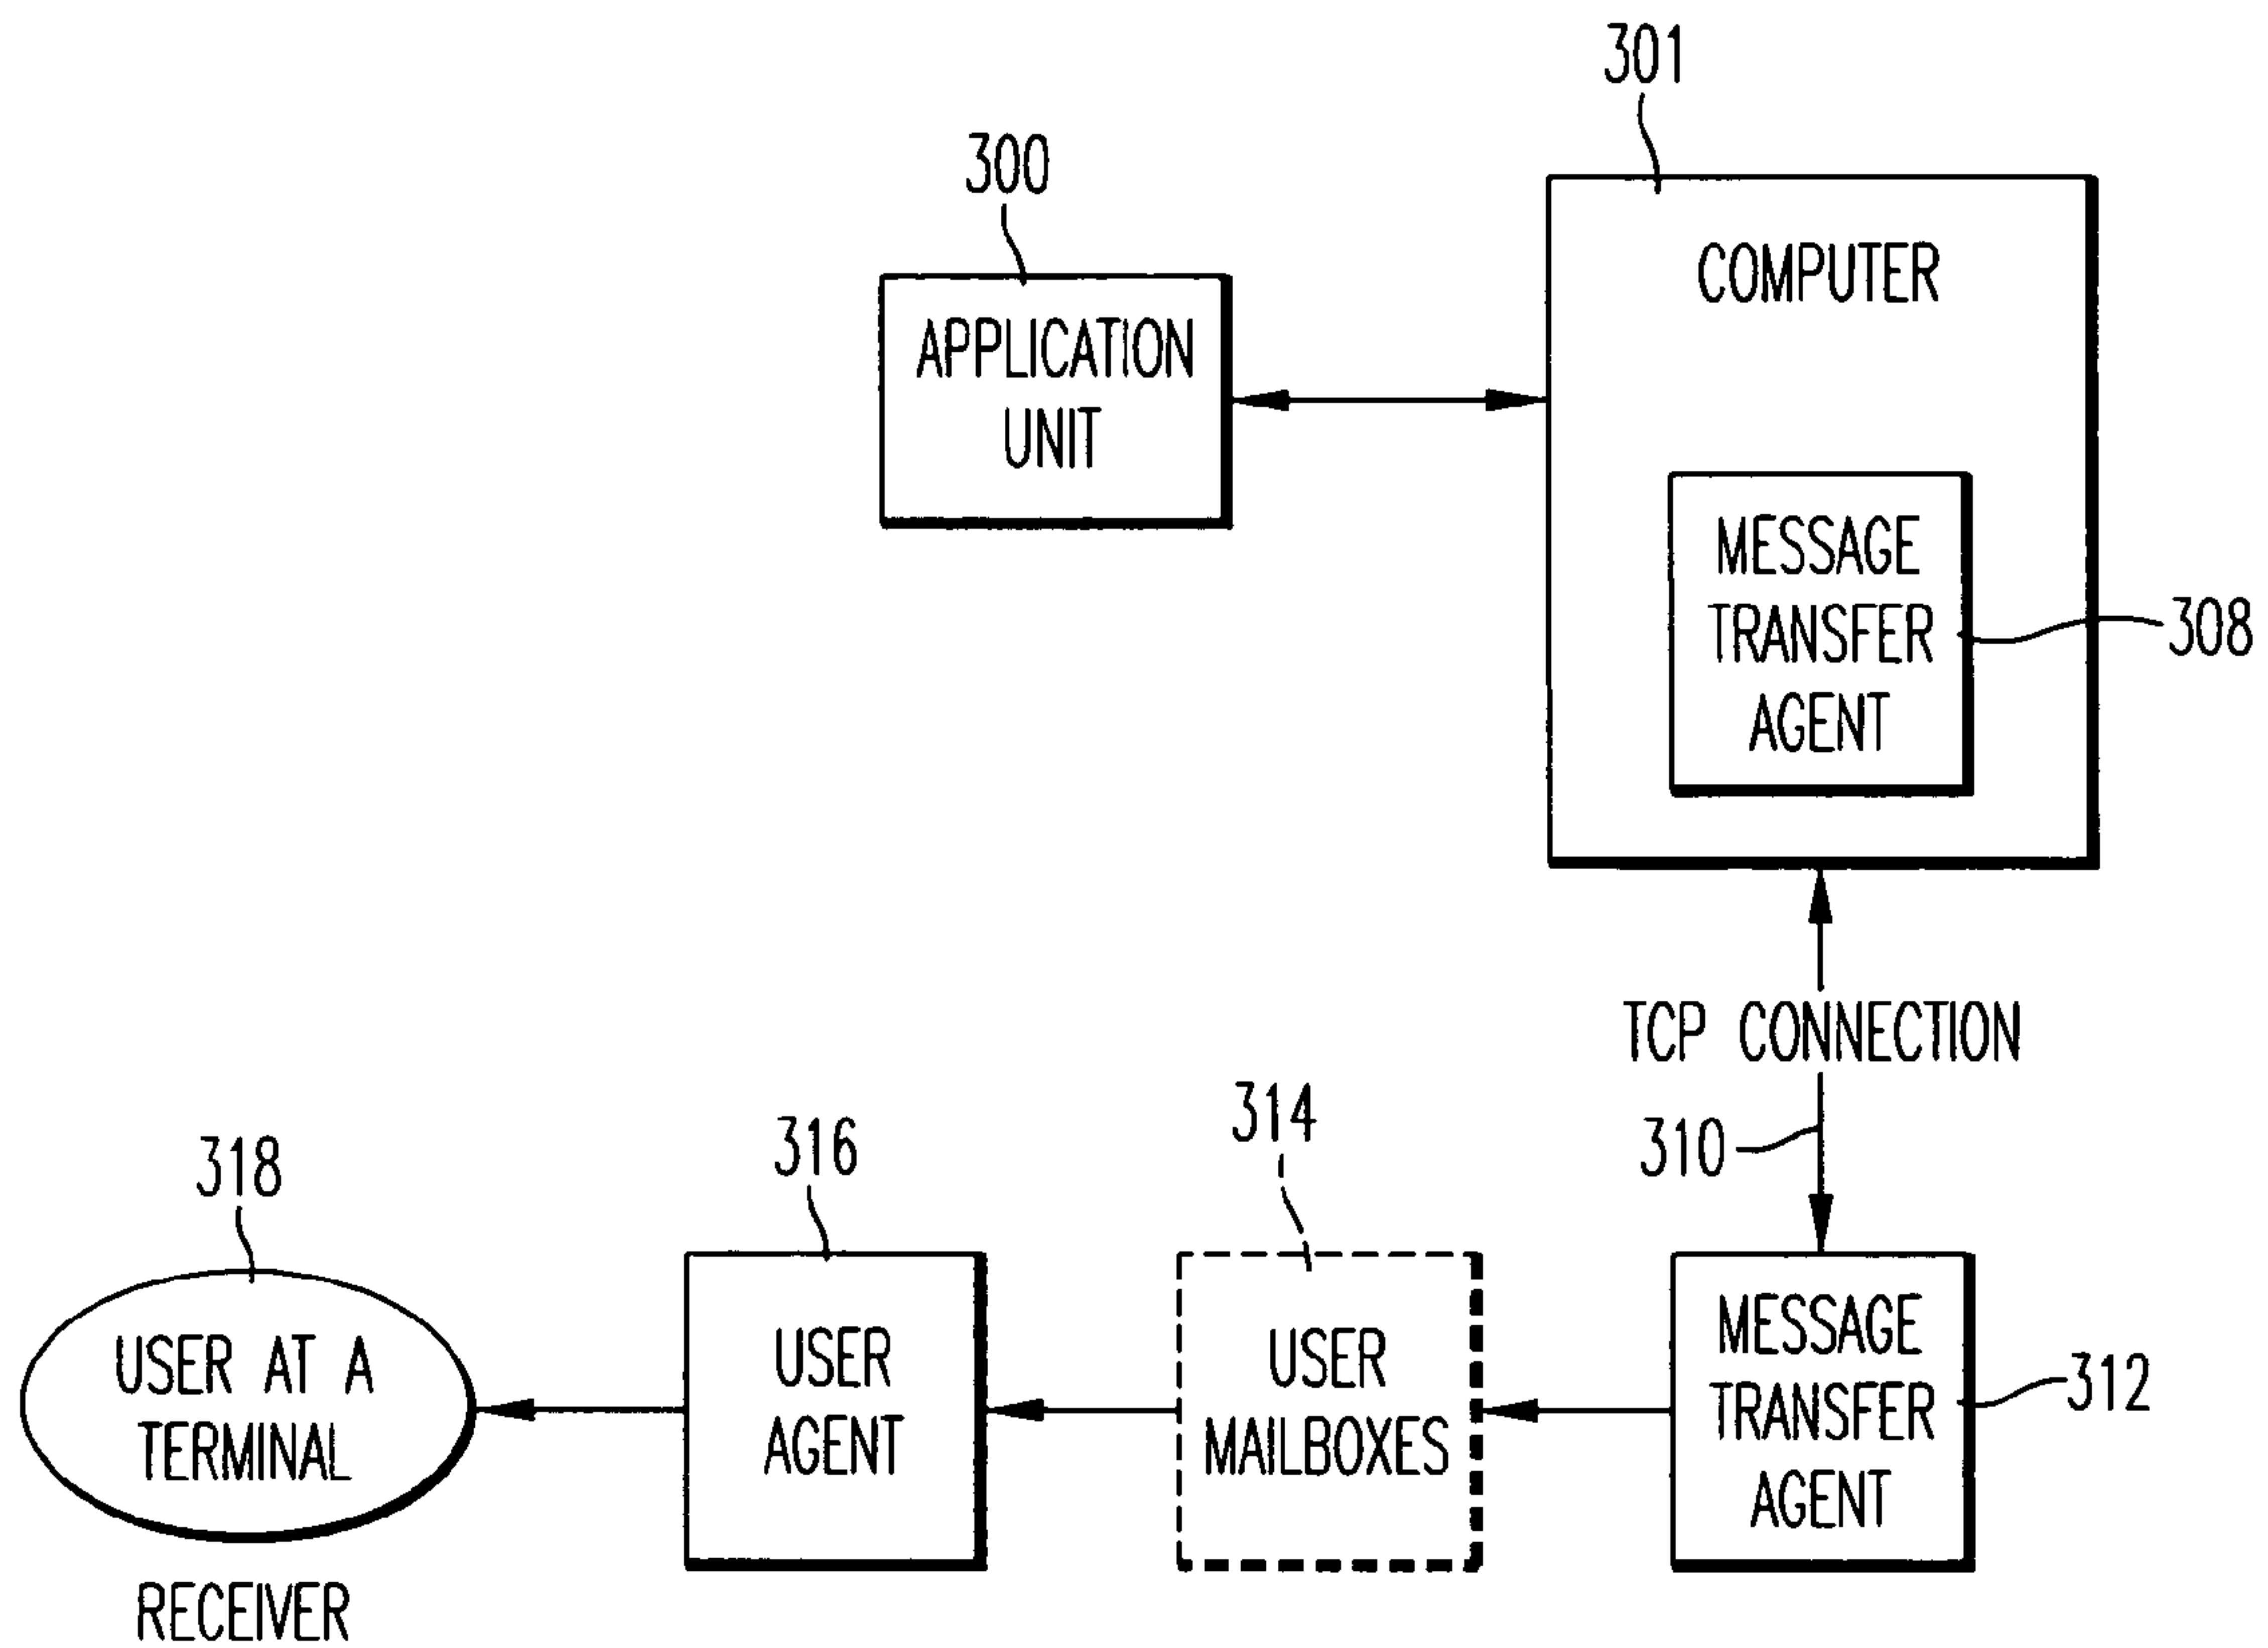 301
300
COMPUTER
APPLICATION
UNIT
MESSAGE
TRANSFER
AGENT
308
TCP CONNECTION
310
314
316
318
MESSAGE
TRANSFER
AGENT
312
USER
MAILBOXES
USER
AGENT
USER AT A
TERMINAL
RECEIVER